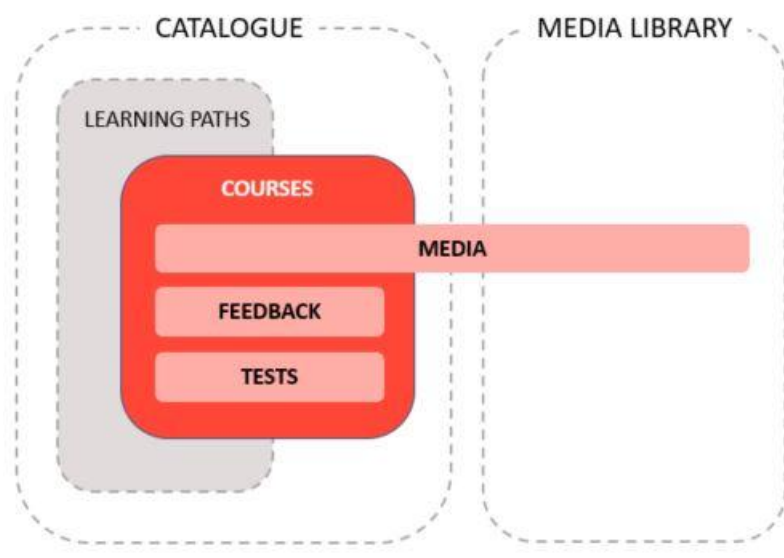 CATALOGUE
MEDIA LIBRARY
LEARNING PATHS
COURSES
MEDIA
FEEDBACK
TESTS